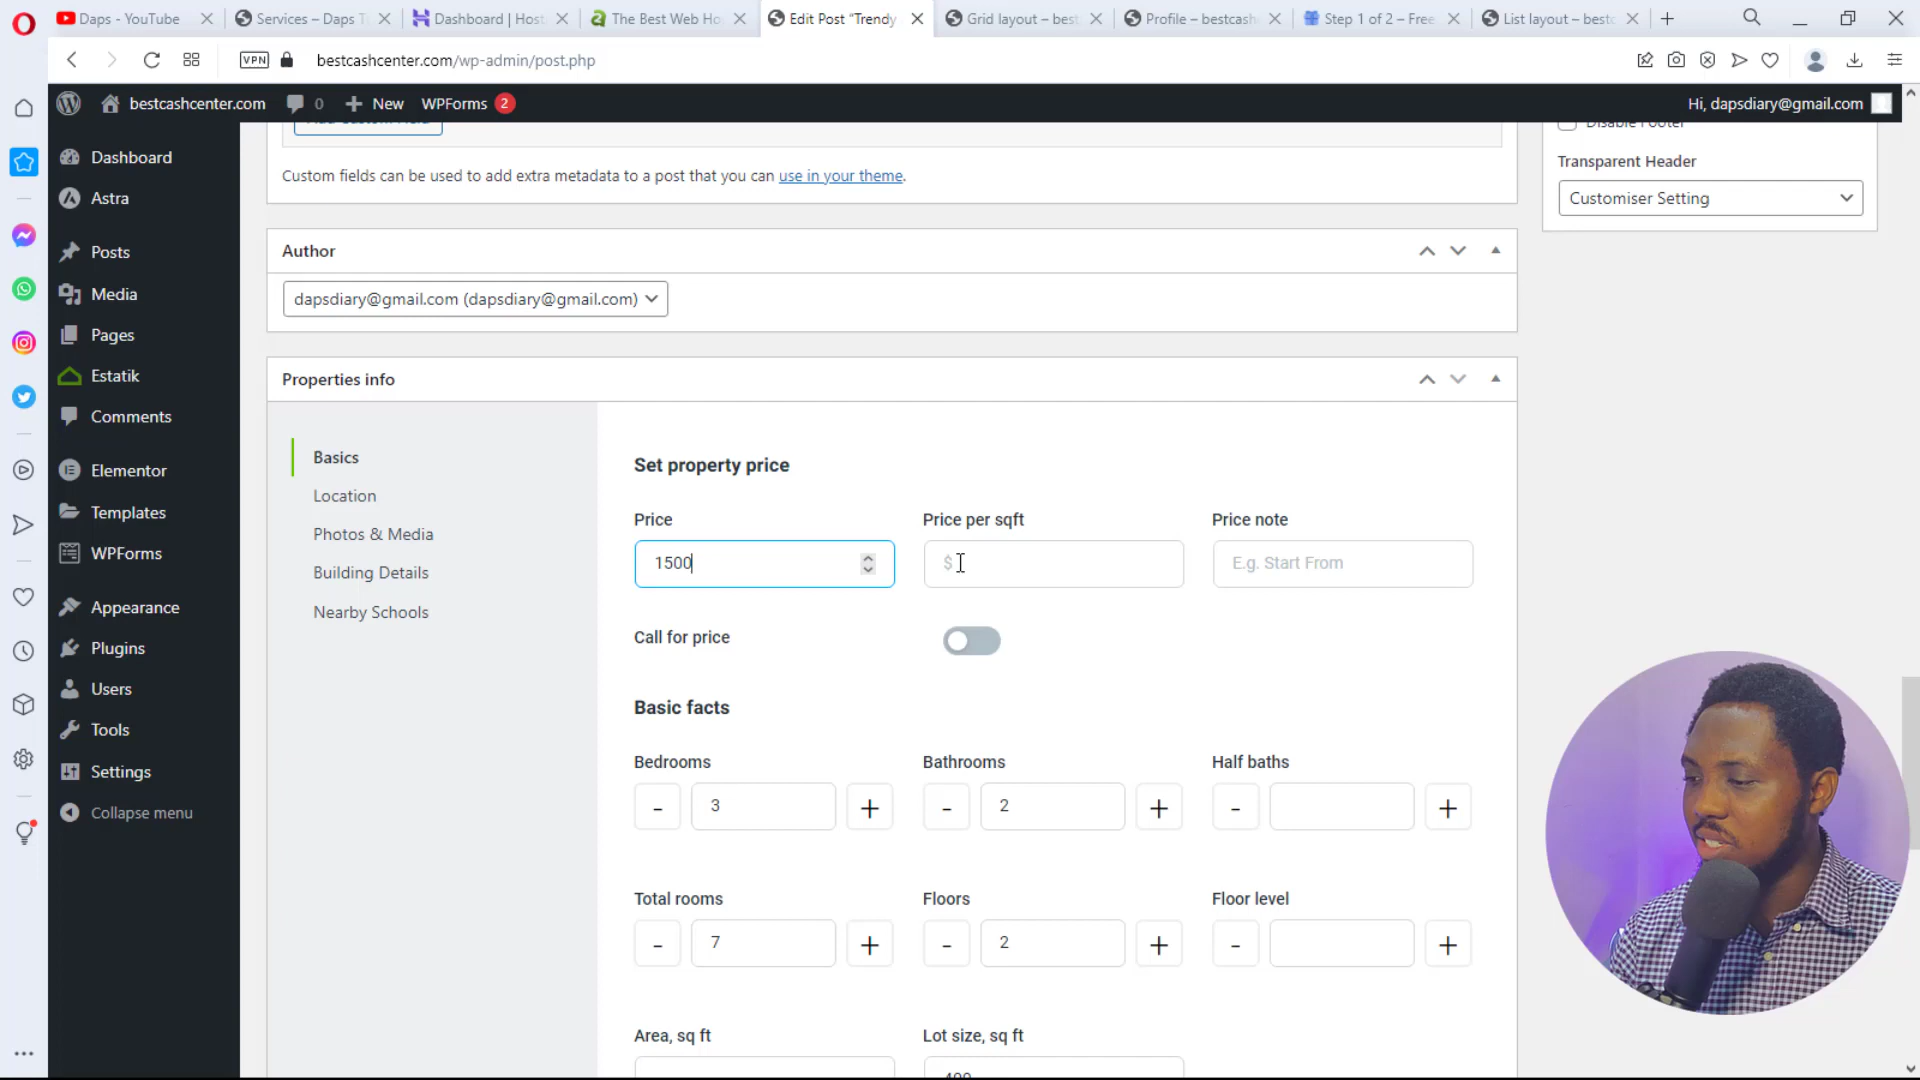 Daps - YouTube
Services – Daps T
Dashboard | Host
The Best Web Ho
Edit Post "Trendy
Grid layout – best
Profile – bestcash
Step 1 of 2 – Free
List layout – bestc
VPN
bestcashcenter.com/wp-admin/post.php
bestcashcenter.com
0
New
WPForms
2
Hi, dapsdiary@gmail.com
Dashboard
Astra
Posts
Media
Pages
Estatik
Comments
Elementor
Templates
WPForms
Appearance
Plugins
Users
Tools
Settings
Collapse menu
Custom fields can be used to add extra metadata to a post that you can use in your theme.
Disable Footer
Transparent Header
Customiser Setting
Author
dapsdiary@gmail.com (dapsdiary@gmail.com)
Properties info
Basics
Location
Photos & Media
Building Details
Nearby Schools
Set property price
Price
Price per sqft
Price note
1500
$
E.g. Start From
Call for price
Basic facts
Bedrooms
Bathrooms
Half baths
- 3 +
- 2 +
- +
Total rooms
Floors
Floor level
- 7 +
- 2 +
- +
Area, sq ft
Lot size, sq ft